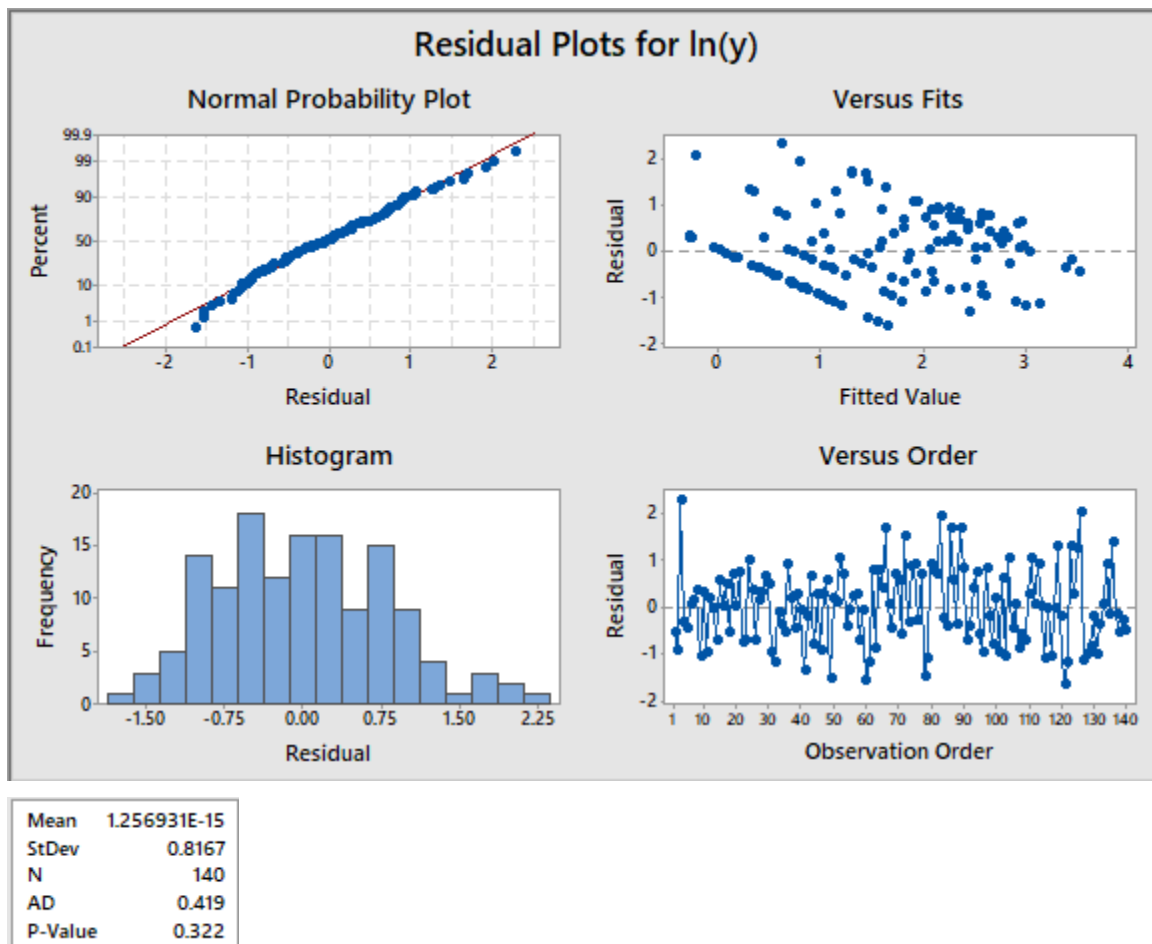 Residual Plots for ln(y)
Normal Probability Plot
Versus Fits
99.9
99
90
50
10
1
0.1
Percent
-2 -1 0 1 2
Residual
2
1
0
-1
-2
Residual
0 1 2 3 4
Fitted Value
Histogram
Versus Order
20
15
10
5
0
Frequency
-1.50 -0.75 0.00 0.75 1.50 2.25
Residual
2
1
0
-1
-2
Residual
1 10 20 30 40 50 60 70 80 90 100 110 120 130 140
Observation Order
Mean 1.256931E-15
StDev 0.8167
N 140
AD 0.419
P-Value 0.322